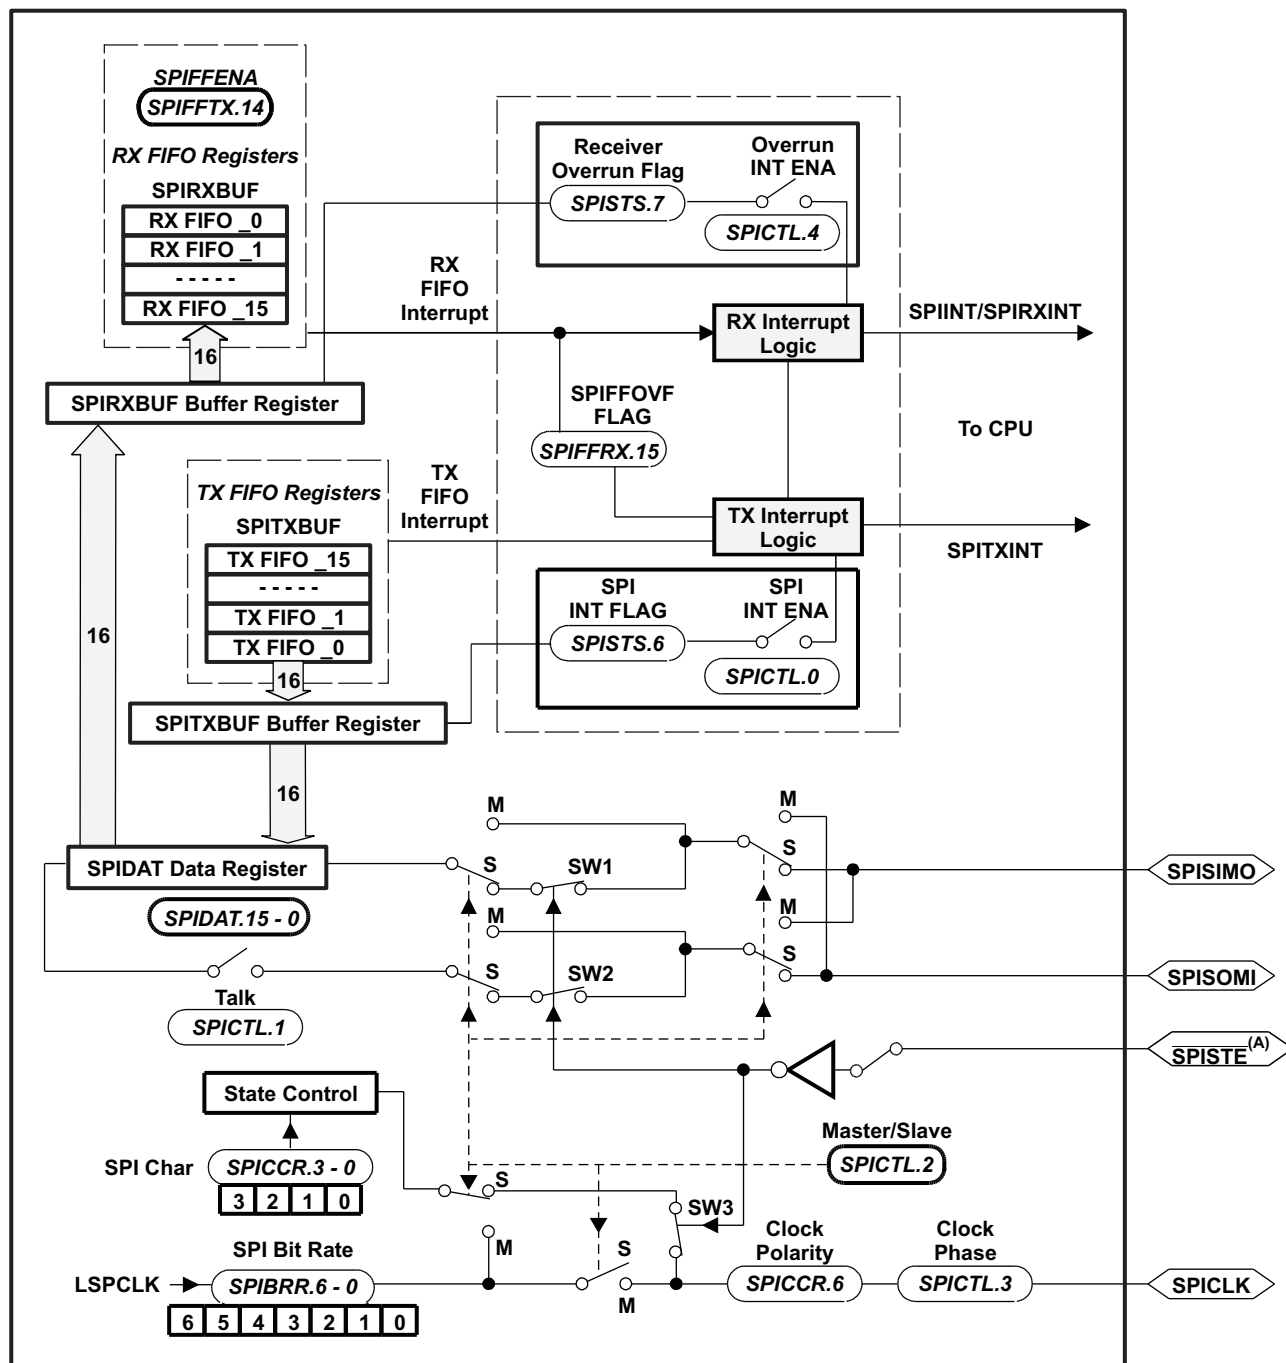 SPIFFENA
SPIFFTX.14
RX FIFO Registers
SPIRXBUF
RX FIFO _0
RX FIFO _1
- - - - -
RX FIFO _15
16
SPIRXBUF Buffer Register
RX
FIFO
Interrupt
Receiver
Overrun Flag
SPISTS.7
Overrun
INT ENA
SPICTL.4
RX Interrupt
Logic
SPIINT/SPIRXINT
SPIFFOVF
FLAG
SPIFFRX.15
To CPU
TX FIFO Registers
SPITXBUF
TX FIFO _15
- - - - -
TX FIFO _1
TX FIFO _0
16
TX
FIFO
Interrupt
TX Interrupt
Logic
SPITXINT
SPI
INT FLAG
SPISTS.6
SPI
INT ENA
SPICTL.0
16
SPITXBUF Buffer Register
16
SPIDAT Data Register
SPIDAT.15 - 0
M
S
SW1
M
S
SPISIMO
M
S
SW2
M
S
SPISOMI
Talk
SPICTL.1
SPISTE(A)
State Control
Master/Slave
SPICTL.2
SPI Char
SPICCR.3 - 0
3 2 1 0
S
M
SW3
SPI Bit Rate
LSPCLK
SPIBRR.6 - 0
6 5 4 3 2 1 0
S
M
Clock
Polarity
SPICCR.6
Clock
Phase
SPICTL.3
SPICLK